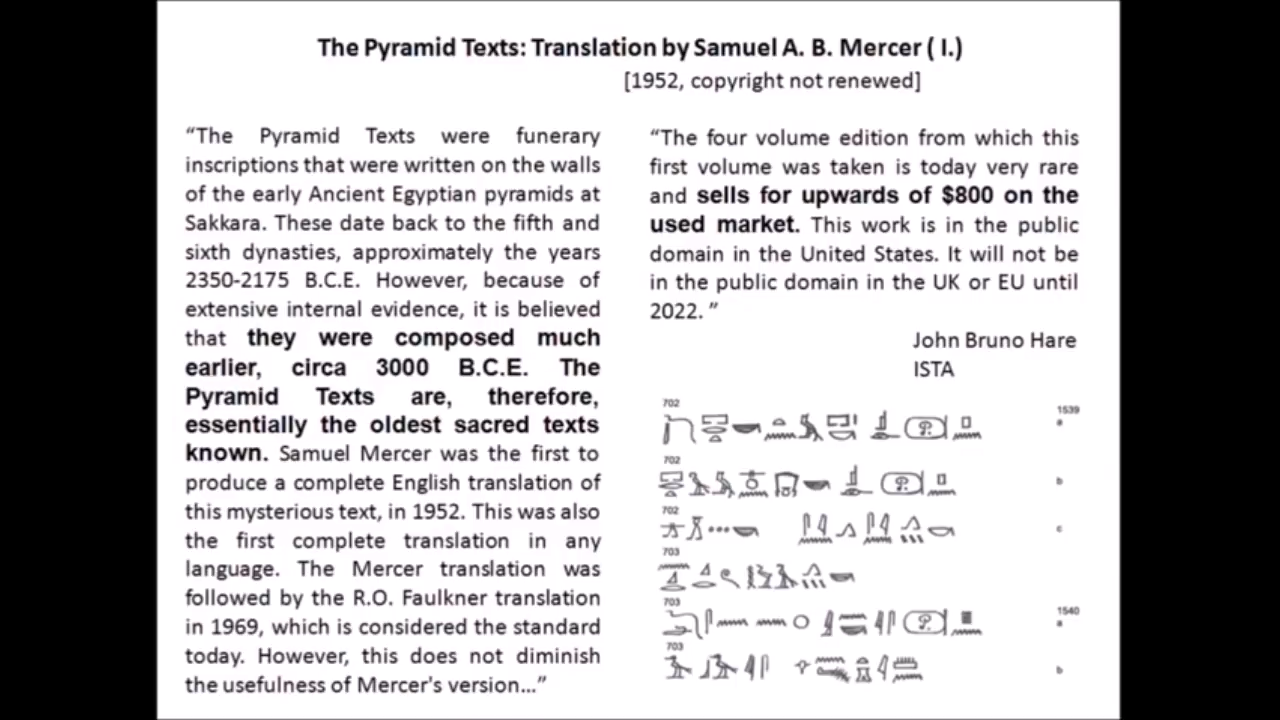 The Pyramid Texts: Translation by Samuel A. B. Mercer ( I.)
[1952, copyright not renewed]
“The Pyramid Texts were funerary
inscriptions that were written on the walls
of the early Ancient Egyptian pyramids at
Sakkara. These date back to the fifth and
sixth dynasties, approximately the years
2350-2175 B.C.E. However, because of
extensive internal evidence, it is believed
that they were composed much
earlier, circa 3000 B.C.E. The
Pyramid Texts are, therefore,
essentially the oldest sacred texts
known. Samuel Mercer was the first to
produce a complete English translation of
this mysterious text, in 1952. This was also
the first complete translation in any
language. The Mercer translation was
followed by the R.O. Faulkner translation
in 1969, which is considered the standard
today. However, this does not diminish
the usefulness of Mercer's version...”
“The four volume edition from which this
first volume was taken is today very rare
and sells for upwards of $800 on the
used market. This work is in the public
domain in the United States. It will not be
in the public domain in the UK or EU until
2022. ”
John Bruno Hare
ISTA
702
1539
a
702
b
702
c
703
703
1540
a
703
b